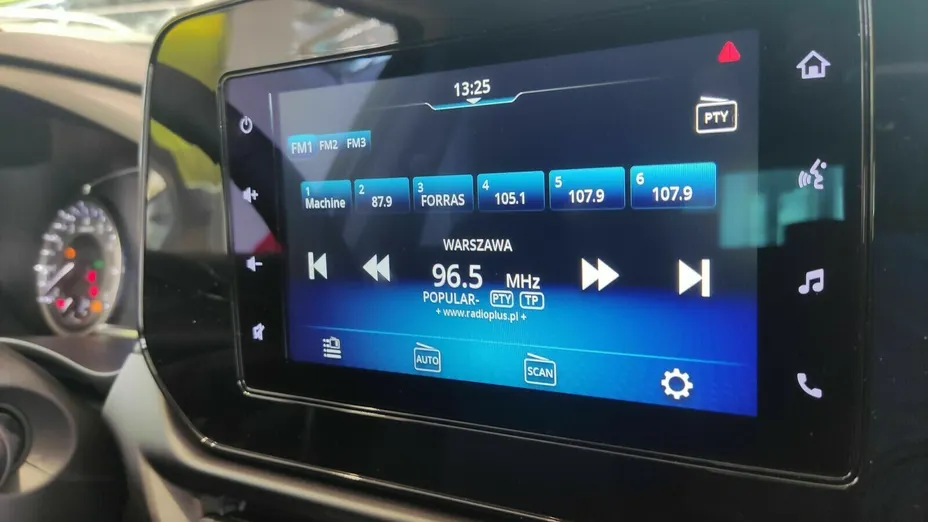 13:25
PTY
FM1 FM2 FM3
1 Machine
2 87.9
3 FORRAS
4 105.1
5 107.9
6 107.9
WARSZAWA
96.5 MHz
POPULAR- PTY TP
+ www.radioplus.pl +
AUTO
SCAN